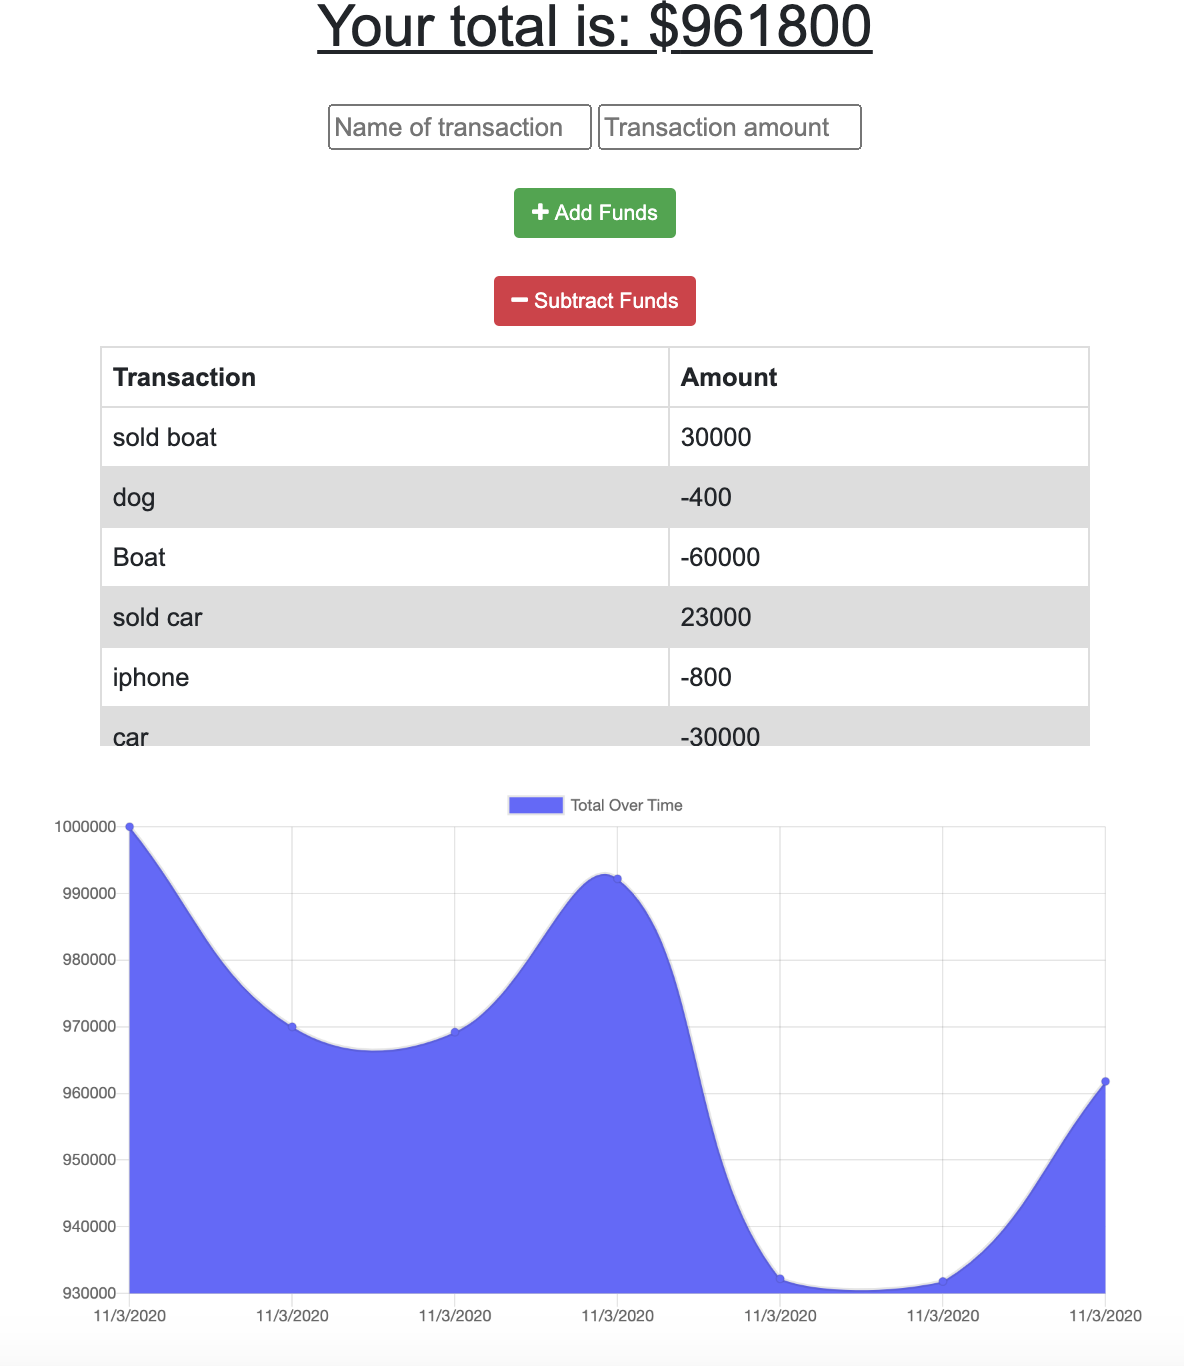 Your total is: $961800
Name of transaction Transaction amount
Add Funds
Subtract Funds
Transaction Amount
sold boat 30000
dog -400
Boat -60000
sold car 23000
iphone -800
car -30000
Total Over Time
1000000
990000
980000
970000
960000
950000
940000
930000
11/3/2020 11/3/2020 11/3/2020 11/3/2020 11/3/2020 11/3/2020 11/3/2020